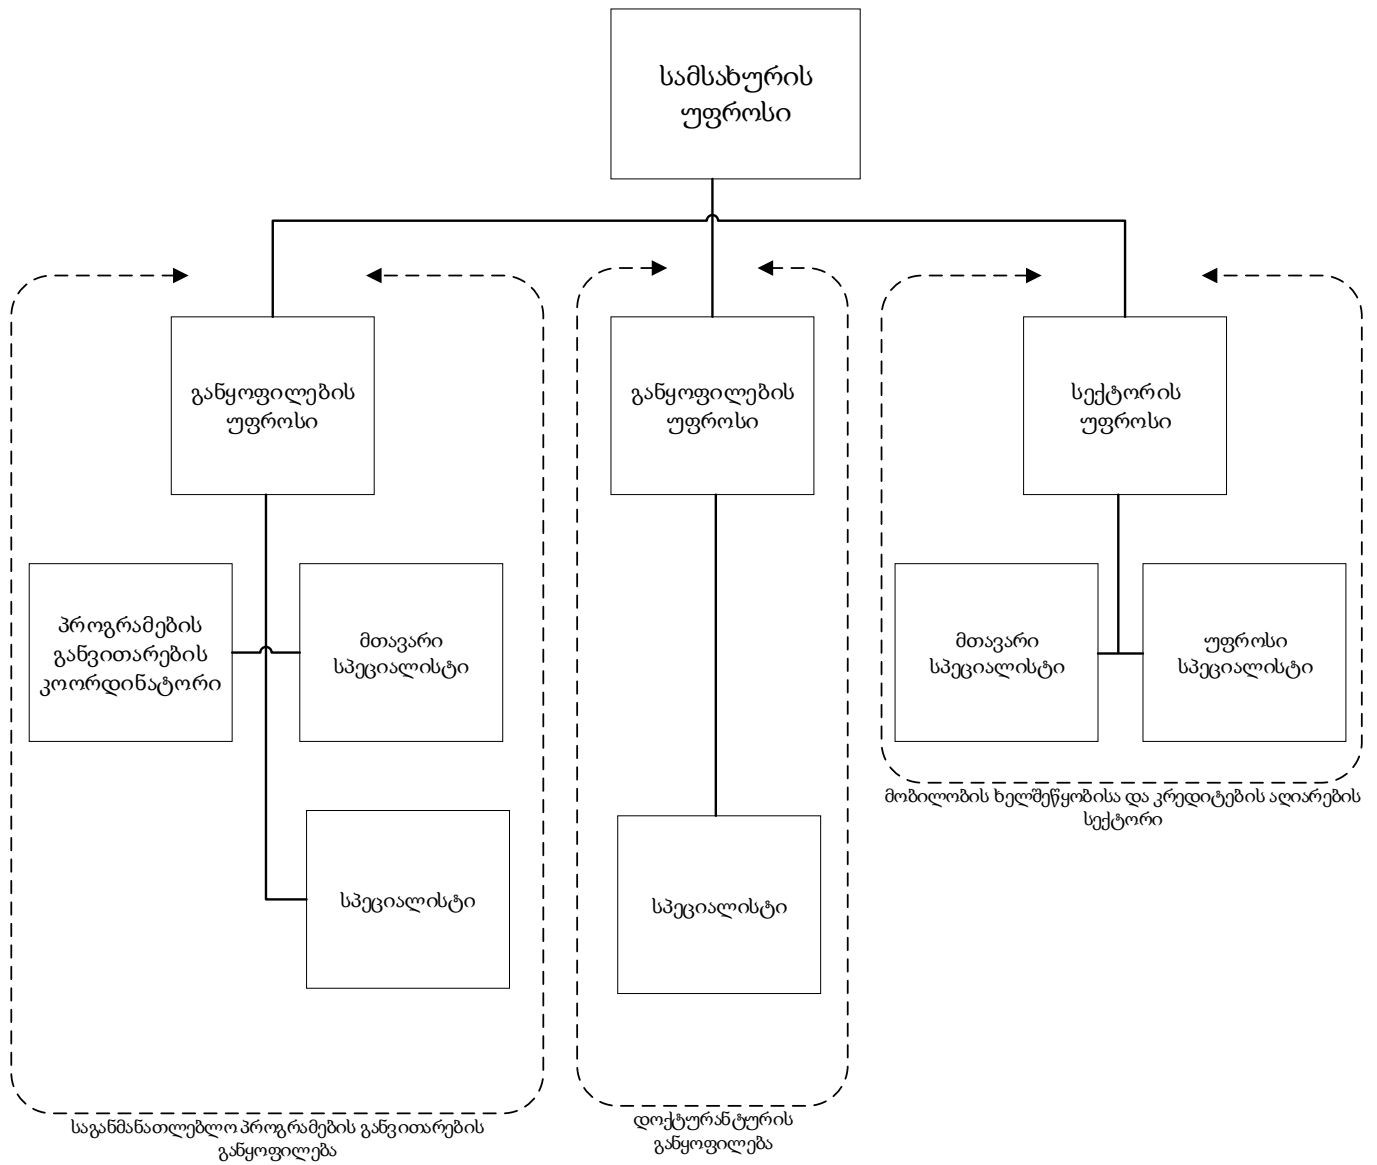 სამსახურის
უფროსი
განყოფილების
უფროსი
განყოფილების
უფროსი
სექტორის
უფროსი
პროგრამების
განვითარების
კოორდინატორი
მთავარი
სპეციალისტი
მთავარი
სპეციალისტი
უფროსი
სპეციალისტი
მობილობის ხელშეწყობისა და კრედიტების აღიარების
სექტორი
სპეციალისტი
სპეციალისტი
საგანმანათლებლო პროგრამების განვითარების
განყოფილება
დოქტურანტურის
განყოფილება